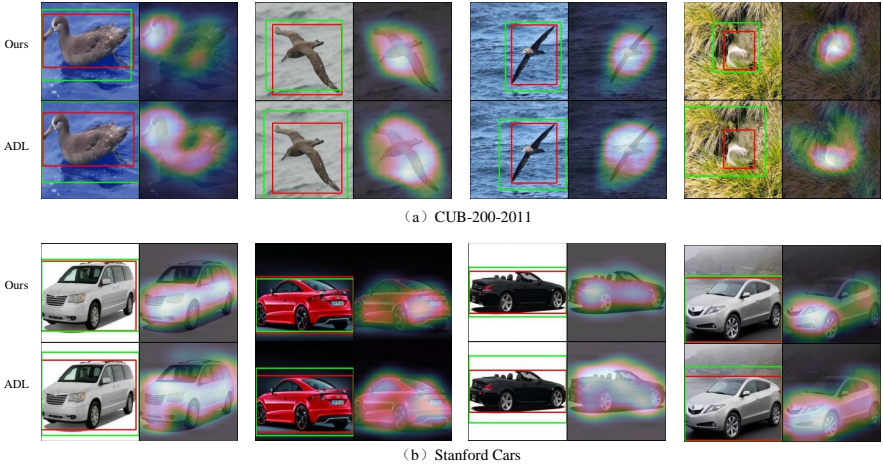 Ours
ADL
（a）CUB-200-2011
Ours
ADL
（b）Stanford Cars